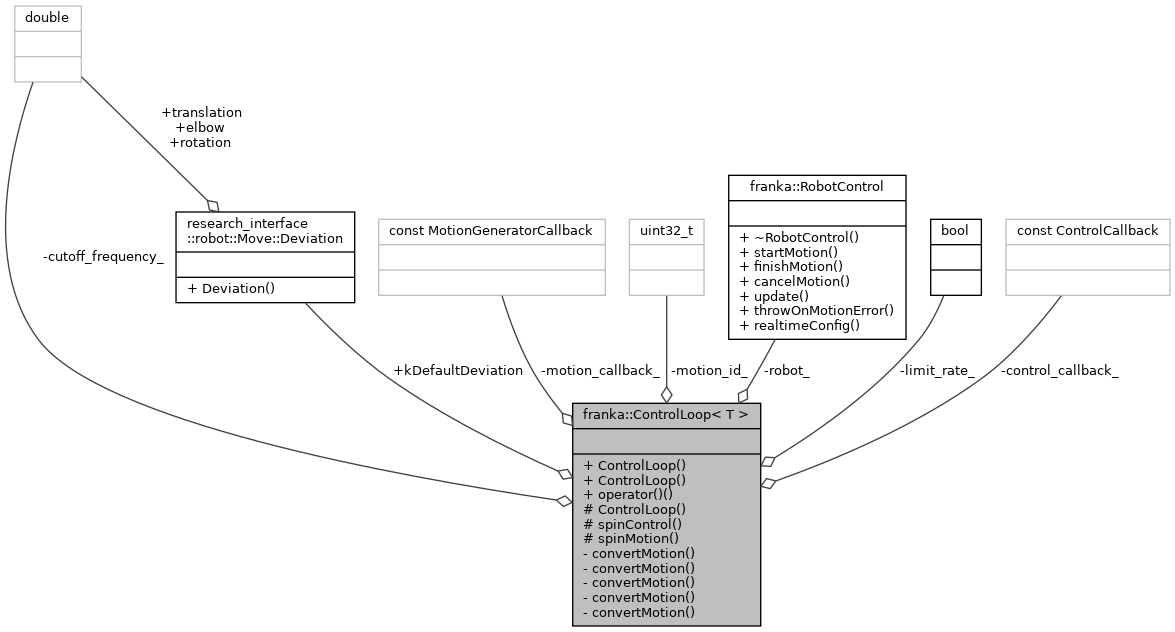 double
+translation
+elbow
+rotation
franka::RobotControl
+ ~RobotControl()
+ startMotion()
+ finishMotion()
+ cancelMotion()
+ update()
+ throwOnMotionError()
+ realtimeConfig()
research_interface
::robot::Move::Deviation
+ Deviation()
const MotionGeneratorCallback
uint32_t
bool
const ControlCallback
-cutoff_frequency_
+kDefaultDeviation
-motion_callback_
-motion_id_
-robot_
-limit_rate_
-control_callback_
franka::ControlLoop< T >
+ ControlLoop()
+ ControlLoop()
+ operator()()
# ControlLoop()
# spinControl()
# spinMotion()
- convertMotion()
- convertMotion()
- convertMotion()
- convertMotion()
- convertMotion()